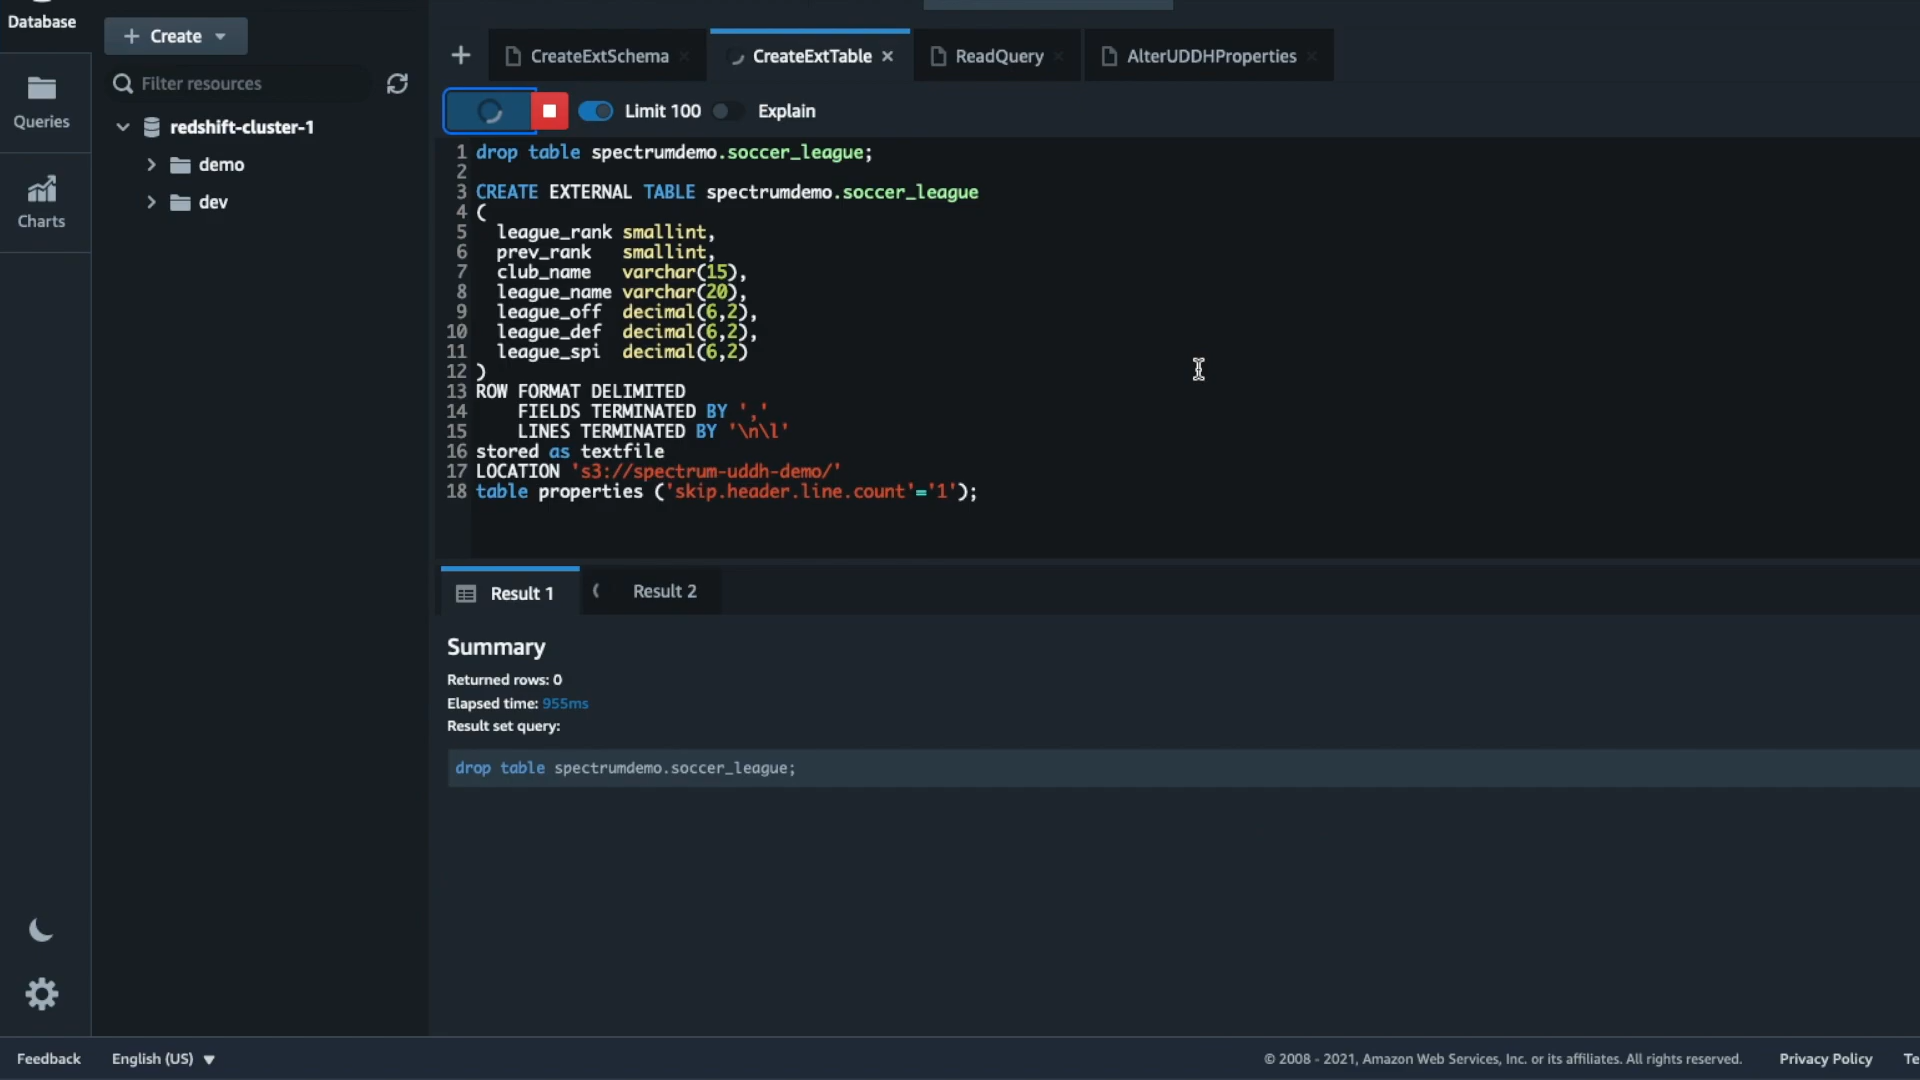 Database
Create
Filter resources
redshift-cluster-1
demo
dev
Queries
Charts
CreateExtSchema
CreateExtTable
ReadQuery
AlterUDDHProperties
Limit 100
Explain
1 drop table spectrumdemo.soccer_league;
2
3 CREATE EXTERNAL TABLE spectrumdemo.soccer_league
4 (
5 league_rank smallint,
6 prev_rank smallint,
7 club_name varchar(15),
8 league_name varchar(20),
9 league_off decimal(6,2),
10 league_def decimal(6,2),
11 league_spi decimal(6,2)
12 )
13 ROW FORMAT DELIMITED
14 FIELDS TERMINATED BY ','
15 LINES TERMINATED BY '\n\l'
16 stored as textfile
17 LOCATION 's3://spectrum-uddh-demo/'
18 table properties ('skip.header.line.count'='1');
Result 1
Result 2
Summary
Returned rows: 0
Elapsed time: 955ms
Result set query:
drop table spectrumdemo.soccer_league;
Feedback
English (US)
© 2008 - 2021, Amazon Web Services, Inc. or its affiliates. All rights reserved.
Privacy Policy
Te